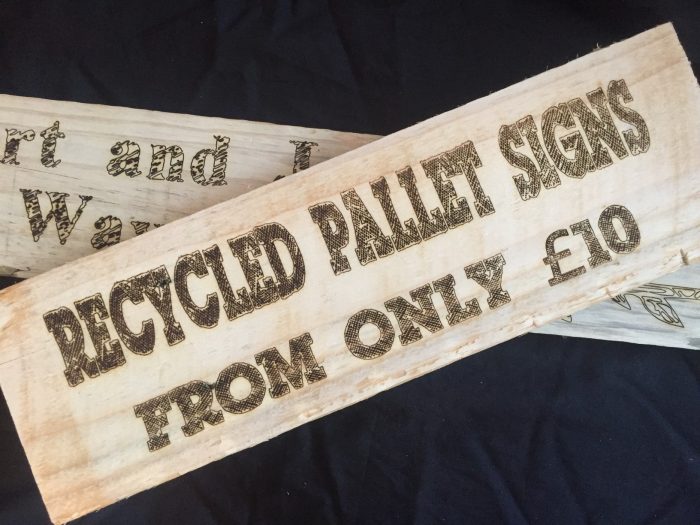 RECYCLED PALLET SIGNS
FROM ONLY £10
rt and J
Wa